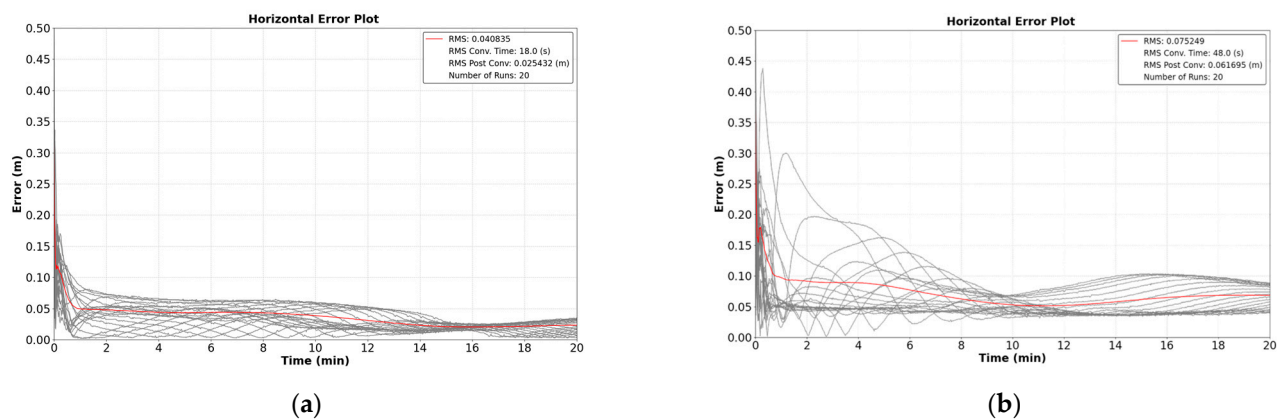 Horizontal Error Plot
0.50
0.45
0.40
0.35
0.30
0.25
0.20
0.15
0.10
0.05
0.00
Error (m)
RMS: 0.040835
RMS Conv. Time: 18.0 (s)
RMS Post Conv: 0.025432 (m)
Number of Runs: 20
0 2 4 6 8 10 12 14 16 18 20
Time (min)
(a)
Horizontal Error Plot
0.50
0.45
0.40
0.35
0.30
0.25
0.20
0.15
0.10
0.05
0.00
Error (m)
RMS: 0.075249
RMS Conv. Time: 48.0 (s)
RMS Post Conv: 0.061695 (m)
Number of Runs: 20
0 2 4 6 8 10 12 14 16 18 20
Time (min)
(b)